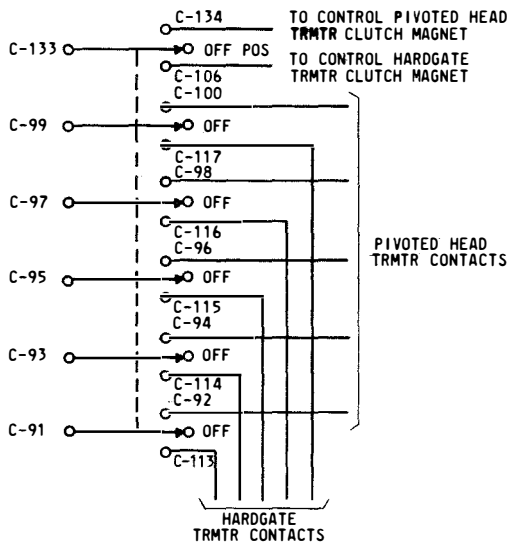 C-134 TO CONTROL PIVOTED HEAD
TRMTR CLUTCH MAGNET
C-133 OFF POS
TO CONTROL HARDGATE
TRMTR CLUTCH MAGNET
C-106
C-100
C-99 OFF
C-117
C-98
C-97 OFF
C-116
C-96
PIVOTED HEAD
TRMTR CONTACTS
C-95 OFF
C-115
C-94
C-93 OFF
C-114
C-92
C-91 OFF
C-113
HARDGATE
TRMTR CONTACTS